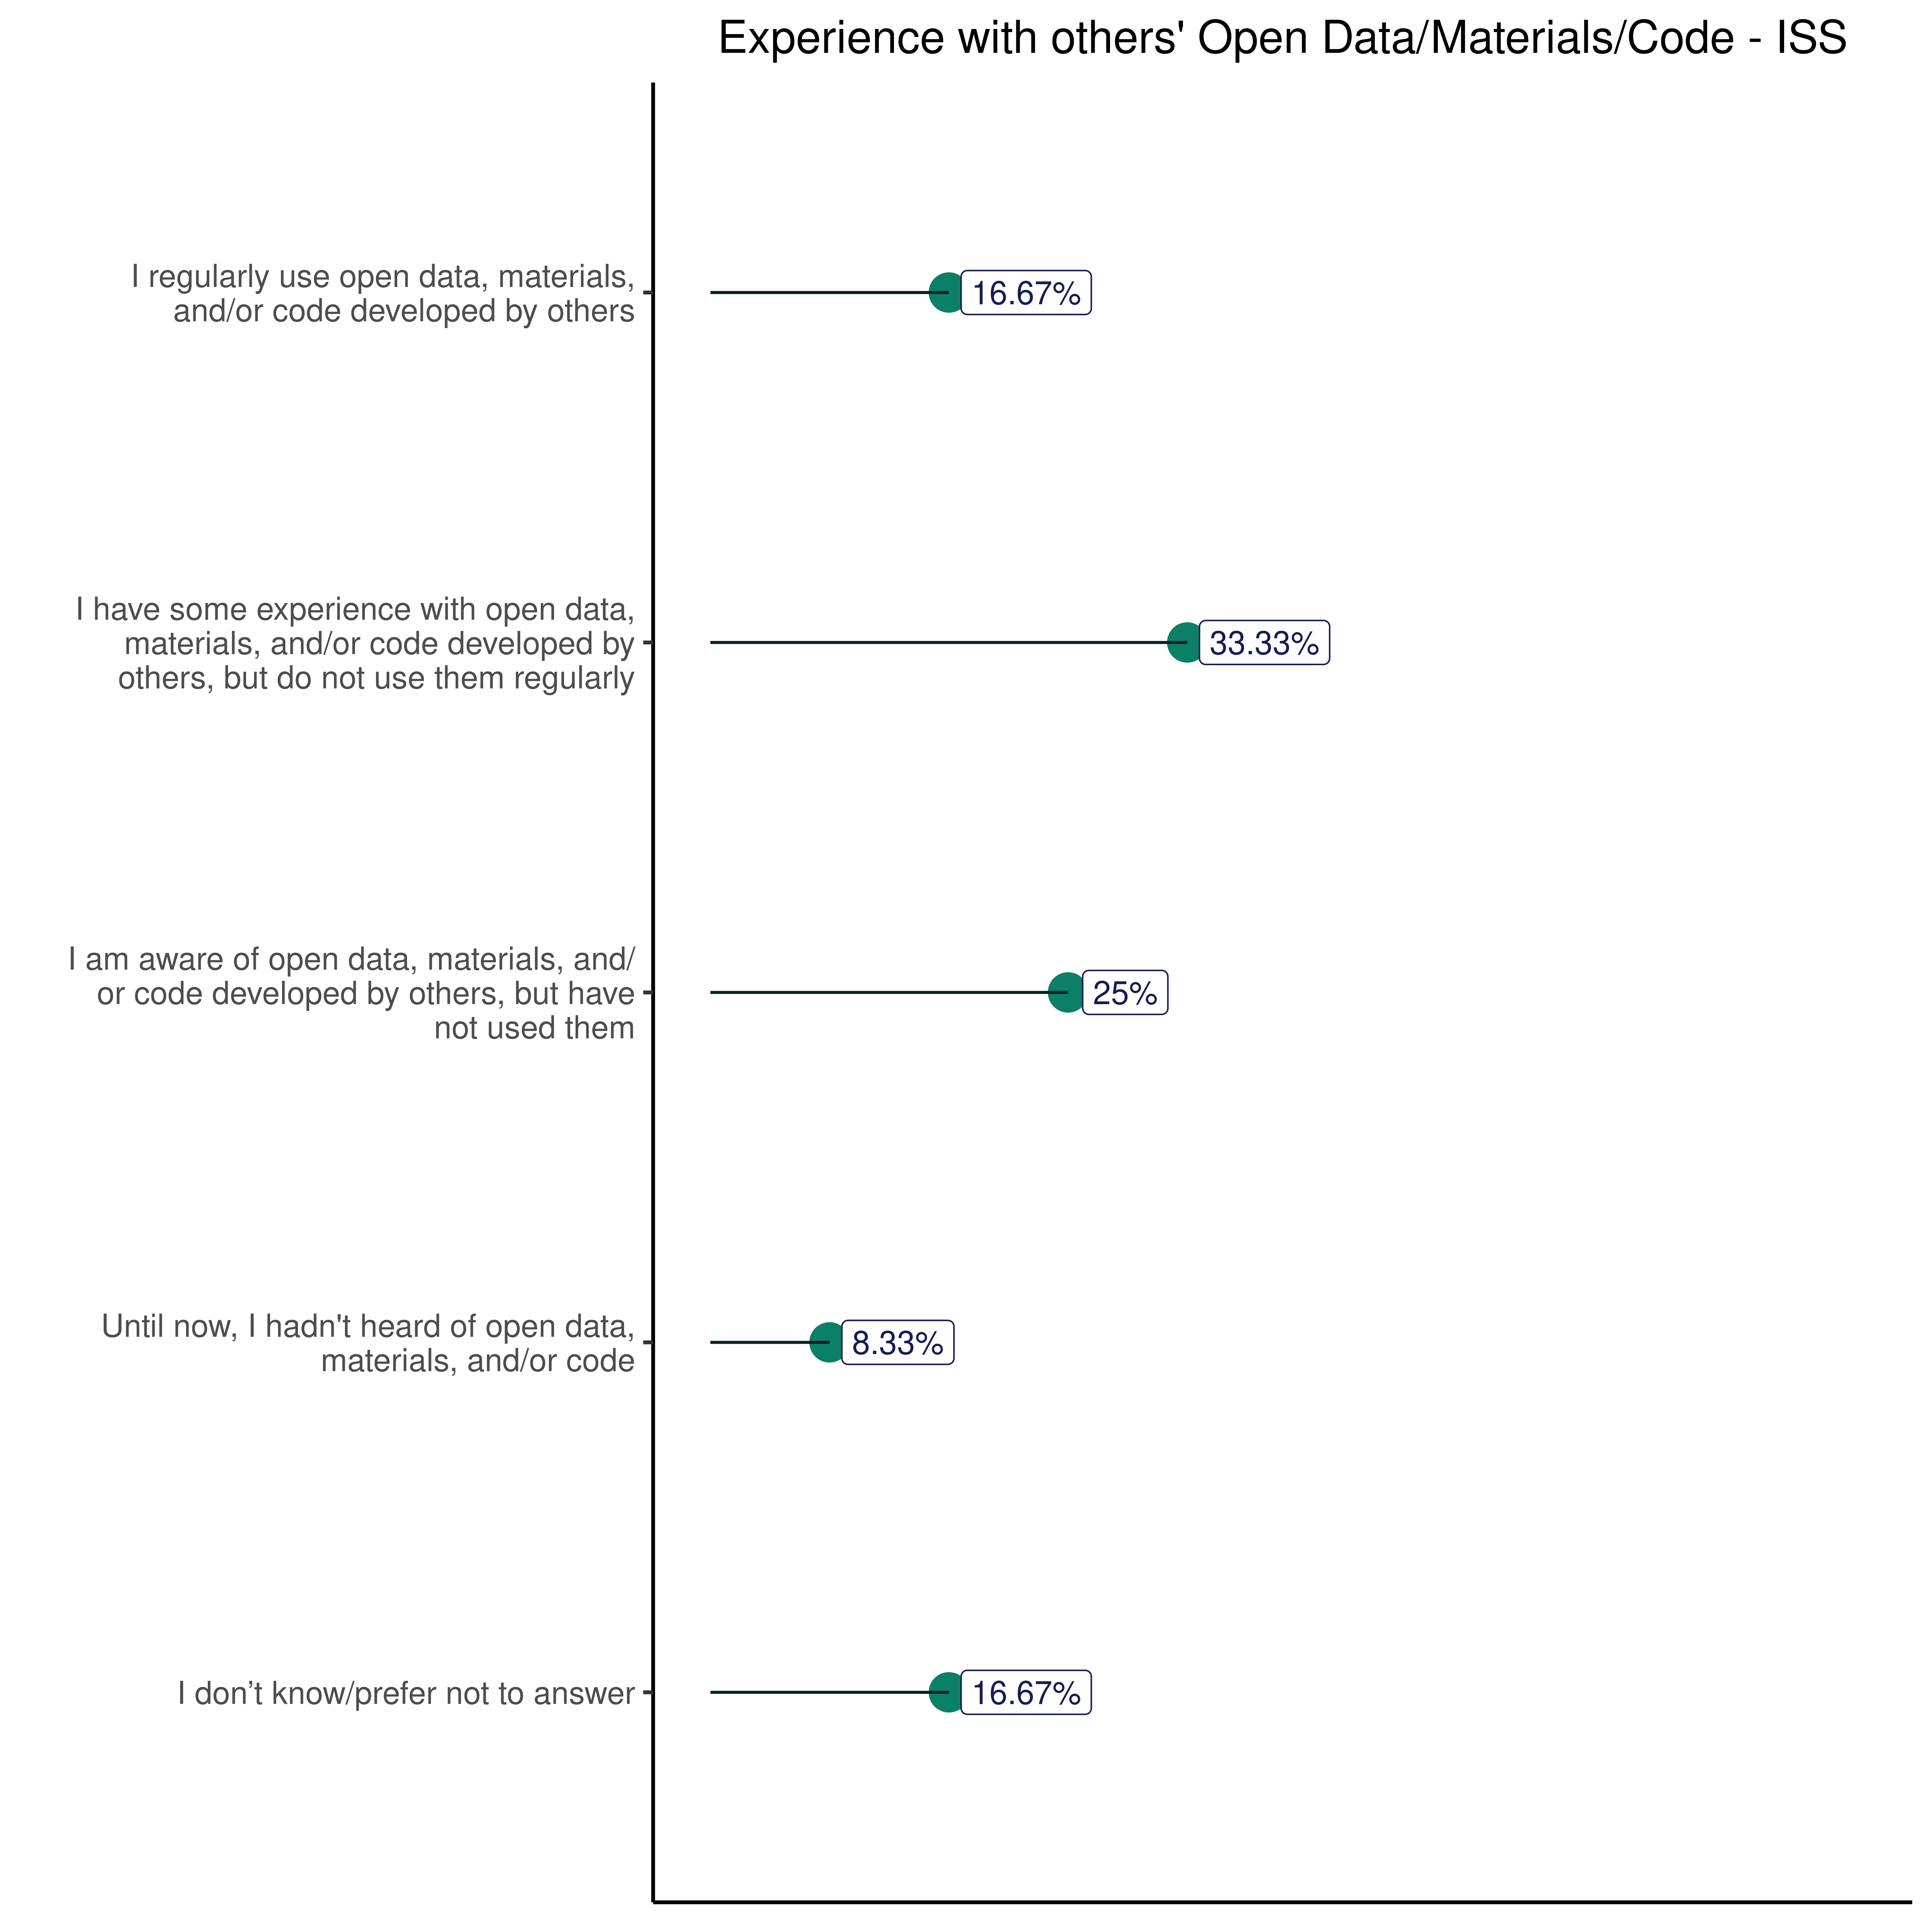 Experience with others' Open Data/Materials/Code - ISS
I regularly use open data, materials,
and/or code developed by others
16.67%
I have some experience with open data,
materials, and/or code developed by
others, but do not use them regularly
33.33%
I am aware of open data, materials, and/
or code developed by others, but have
not used them
25%
Until now, I hadn't heard of open data,
materials, and/or code
8.33%
I don’t know/prefer not to answer
16.67%